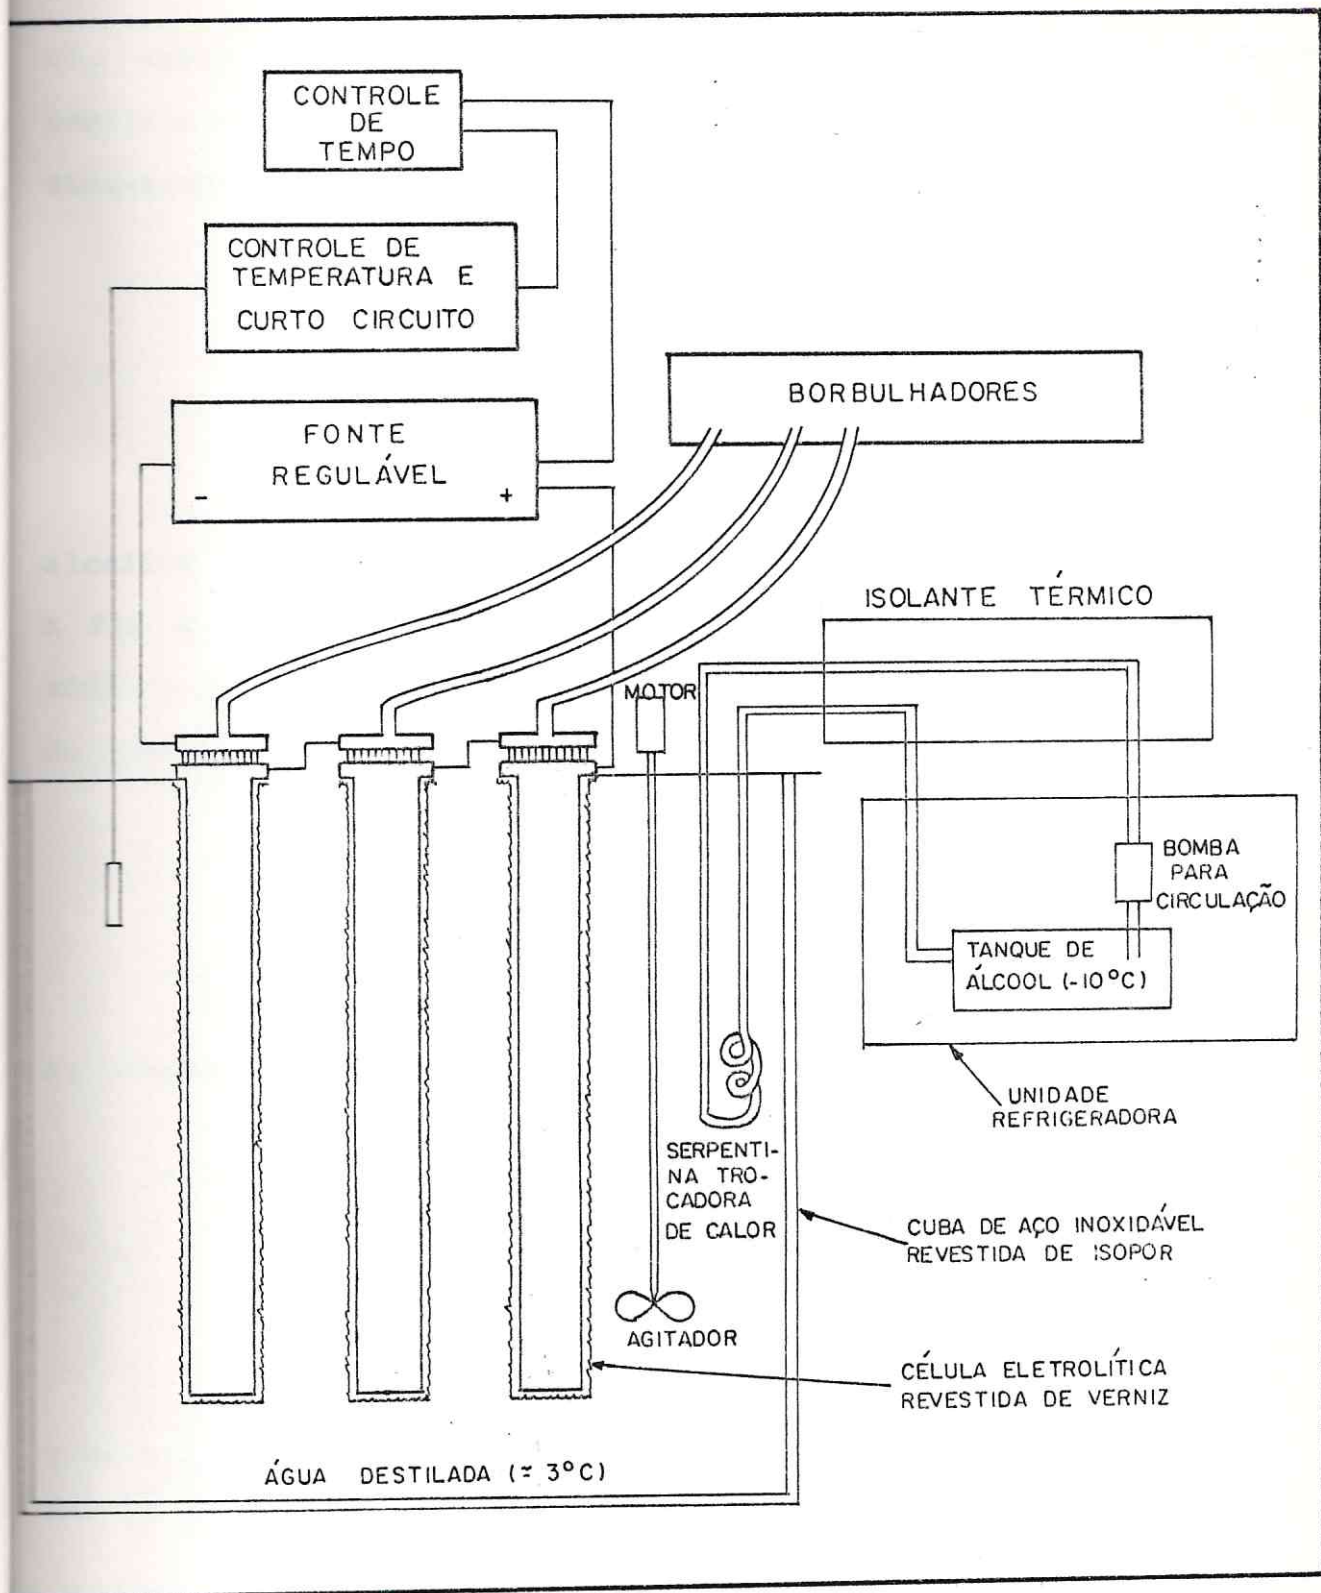 CONTROLE
DE
TEMPO
CONTROLE DE
TEMPERATURA E
CURTO CIRCUITO
BORBULHADORES
FONTE
REGULÁVEL
- +
ISOLANTE TÉRMICO
MOTOR
BOMBA
PARA
CIRCULAÇÃO
TANQUE DE
ÁLCOOL (-10°C)
UNIDADE
REFRIGERADORA
SERPENTI-
NA TRO-
CADORA
DE CALOR
CUBA DE AÇO INOXIDÁVEL
REVESTIDA DE ISOPOR
AGITADOR
CÉLULA ELETROLÍTICA
REVESTIDA DE VERNIZ
ÁGUA DESTILADA (≃ 3°C)